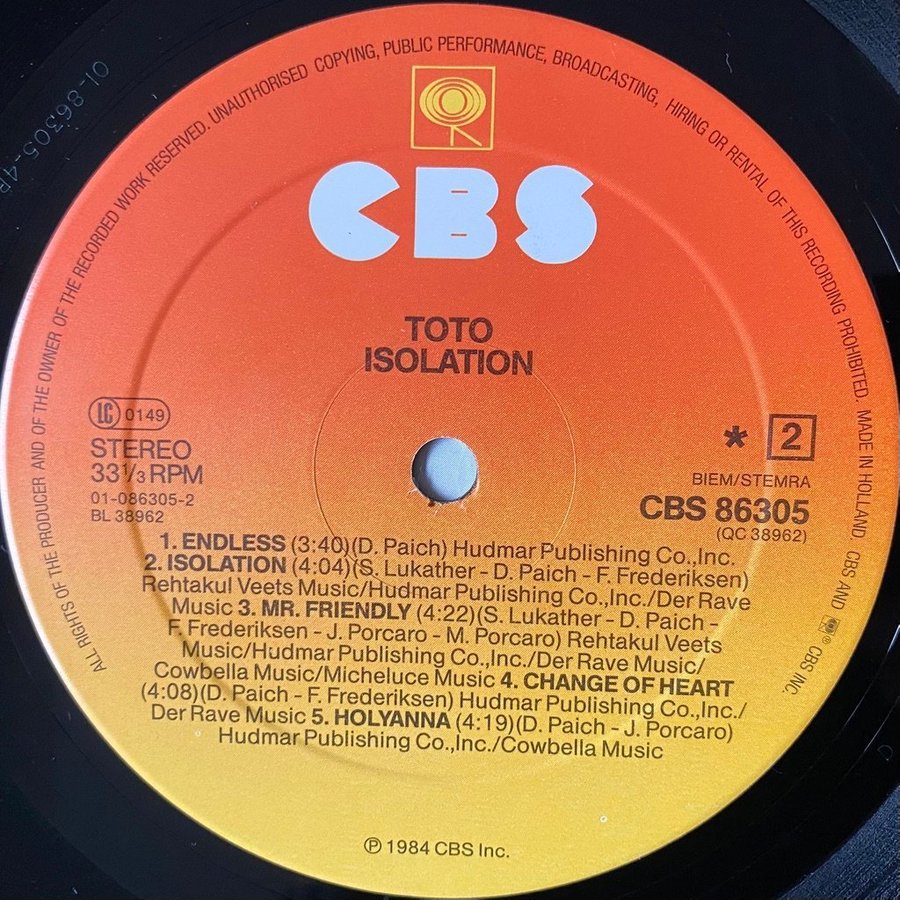 ALL RIGHTS OF THE PRODUCER AND OF THE OWNER OF THE RECORDED WORK RESERVED. UNAUTHORISED COPYING, PUBLIC PERFORMANCE, BROADCASTING, HIRING OR RENTAL OF THIS RECORDING PROHIBITED. MADE IN HOLLAND. CBS AND ® CBS INC.
CBS
TOTO
ISOLATION
LC 0149
STEREO
33 1/3 RPM
01-086305-2
BL 38962
* 2
BIEM/STEMRA
CBS 86305
(QC 38962)
1. ENDLESS (3:40)(D. Paich) Hudmar Publishing Co.,Inc.
2. ISOLATION (4:04)(S. Lukather - D. Paich - F. Frederiksen)
Rehtakul Veets Music/Hudmar Publishing Co.,Inc./Der Rave
Music 3. MR. FRIENDLY (4:22)(S. Lukather - D. Paich -
F. Frederiksen - J. Porcaro - M. Porcaro) Rehtakul Veets
Music/Hudmar Publishing Co.,Inc./Der Rave Music/
Cowbella Music/Micheluce Music 4. CHANGE OF HEART
(4:08)(D. Paich - F. Frederiksen) Hudmar Publishing Co.,Inc./
Der Rave Music 5. HOLYANNA (4:19)(D. Paich - J. Porcaro)
Hudmar Publishing Co.,Inc./Cowbella Music
℗ 1984 CBS Inc.